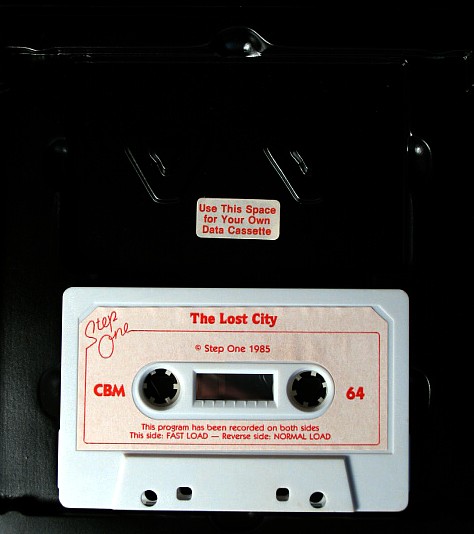 Use This Space
for Your Own
Data Cassette
Step One
The Lost City
© Step One 1985
CBM 64
This program has been recorded on both sides
This side: FAST LOAD — Reverse side: NORMAL LOAD